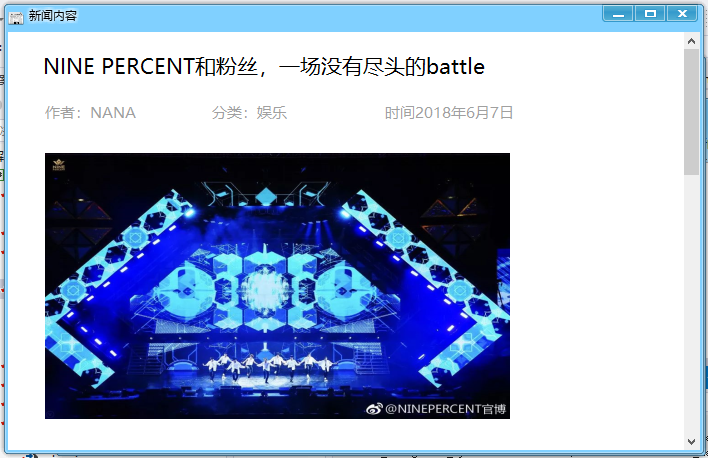 新闻内容
NINE PERCENT和粉丝，一场没有尽头的battle
作者：NANA 分类：娱乐 时间2018年6月7日
@NINEPERCENT官博